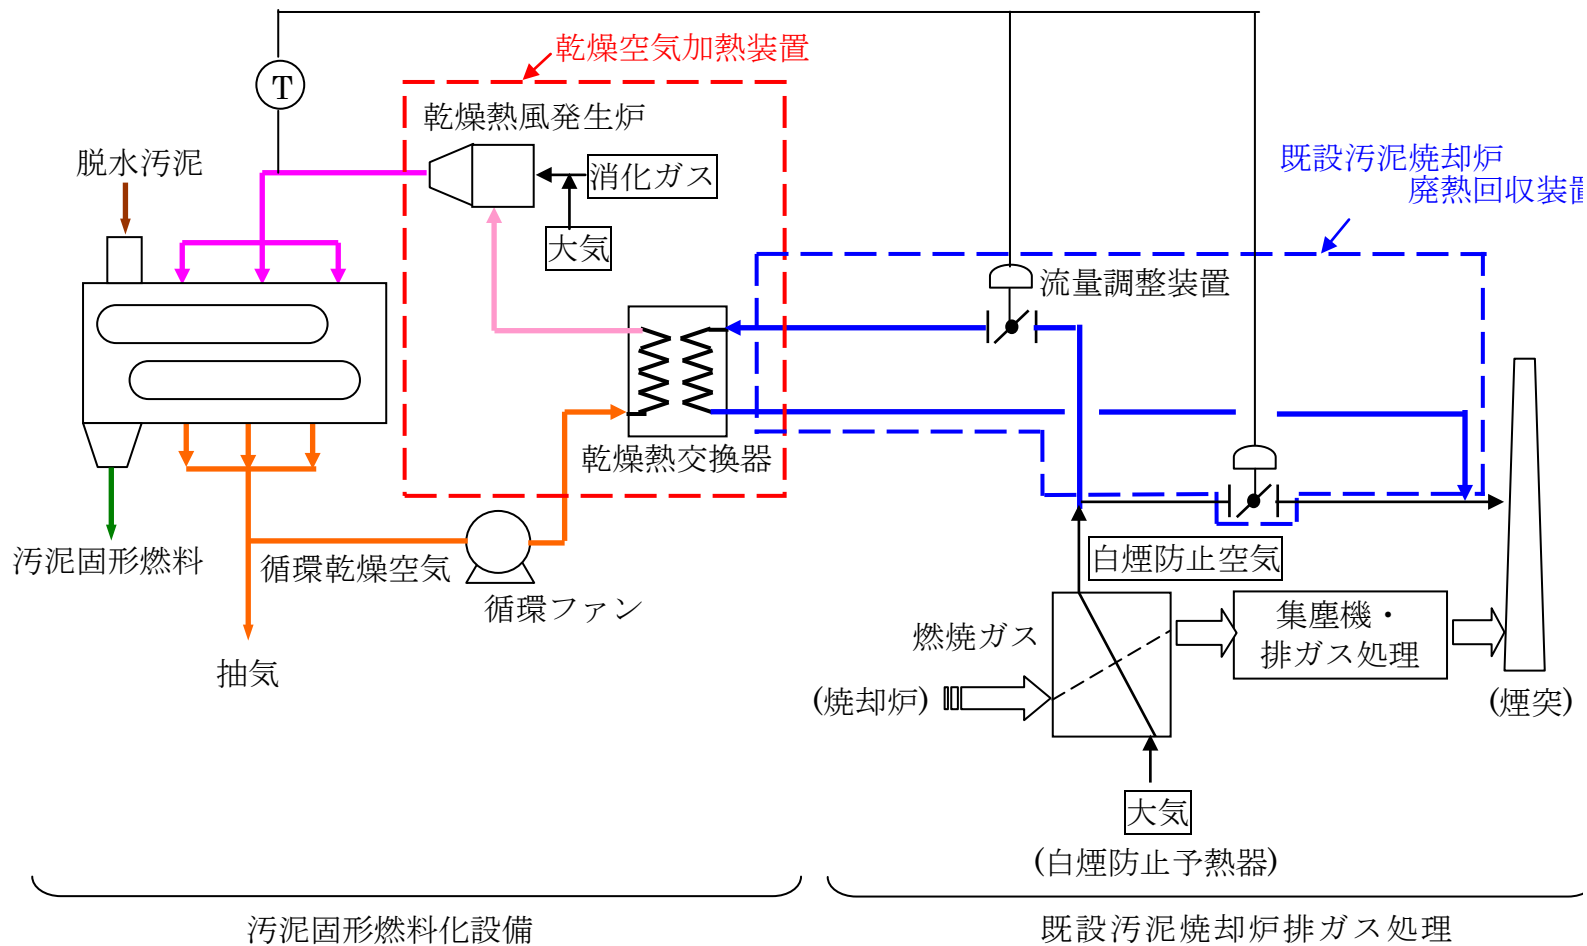 乾燥空気加熱装置
T
乾燥熱風発生炉
脱水汚泥
消化ガス
大気
既設汚泥焼却炉
廃熱回収装置
流量調整装置
乾燥熱交換器
汚泥固形燃料
循環乾燥空気
循環ファン
抽気
白煙防止空気
燃焼ガス
集塵機・
排ガス処理
(焼却炉)
(煙突)
大気
(白煙防止予熱器)
汚泥固形燃料化設備
既設汚泥焼却炉排ガス処理